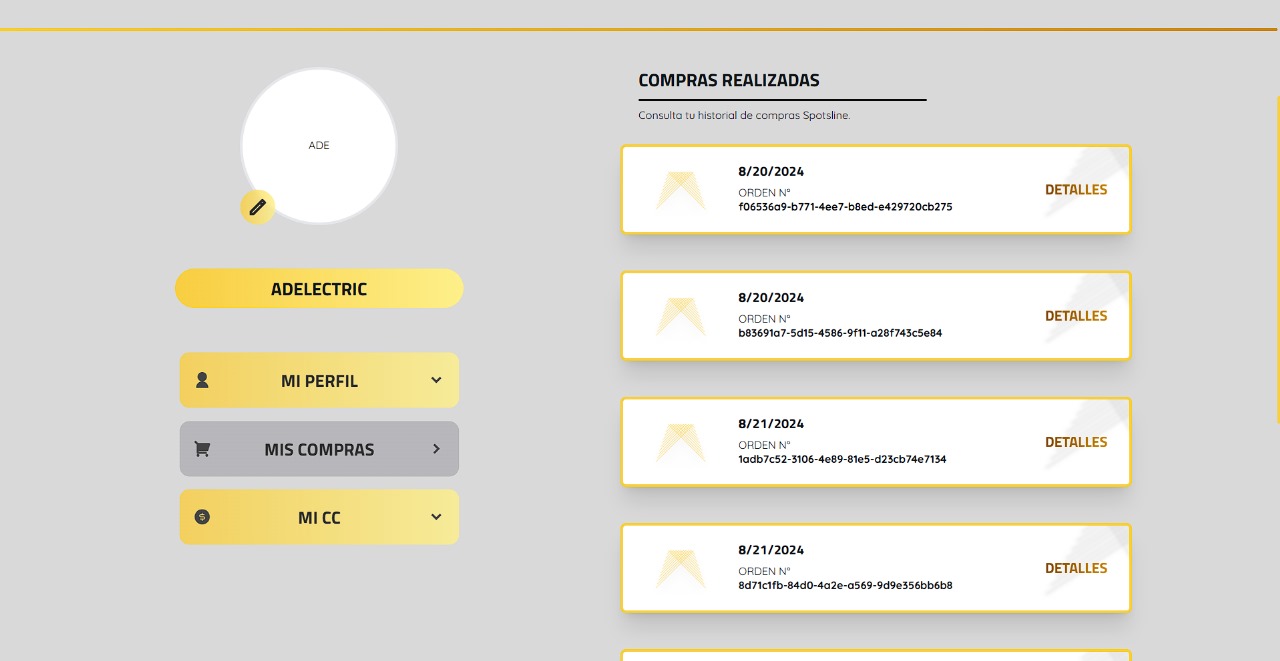 ADE
ADELECTRIC
MI PERFIL
MIS COMPRAS
MI CC
COMPRAS REALIZADAS
Consulta tu historial de compras Spotsline.
8/20/2024
ORDEN N°
f06536a9-b771-4ee7-b8ed-e429720cb275
DETALLES
8/20/2024
ORDEN N°
b83691a7-5d15-4586-9f11-a28f743c5e84
DETALLES
8/21/2024
ORDEN N°
1adb7c52-3106-4e89-81e5-d23cb74e7134
DETALLES
8/21/2024
ORDEN N°
8d71c1fb-84d0-4a2e-a569-9d9e356bb6b8
DETALLES